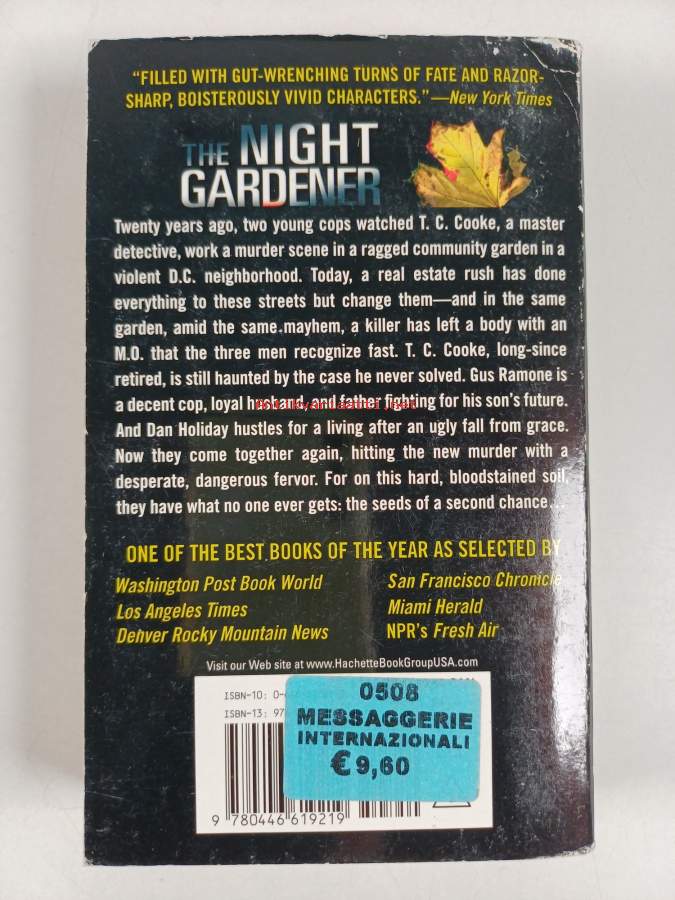 “FILLED WITH GUT-WRENCHING TURNS OF FATE AND RAZOR-
SHARP, BOISTEROUSLY VIVID CHARACTERS.” —New York Times
THE NIGHT
GARDENER
Twenty years ago, two young cops watched T. C. Cooke, a master
detective, work a murder scene in a ragged community garden in a
violent D.C. neighborhood. Today, a real estate rush has done
everything to these streets but change them—and in the same
garden, amid the same mayhem, a killer has left a body with an
M.O. that the three men recognize fast. T. C. Cooke, long-since
retired, is still haunted by the case he never solved. Gus Ramone is
a decent cop, loyal husband, and father fighting for his son’s future.
And Dan Holiday hustles for a living after an ugly fall from grace.
Now they come together again, hitting the new murder with a
desperate, dangerous fervor. For on this hard, bloodstained soil,
they have what no one ever gets: the seeds of a second chance...
ONE OF THE BEST BOOKS OF THE YEAR AS SELECTED BY
Washington Post Book World San Francisco Chronicle
Los Angeles Times Miami Herald
Denver Rocky Mountain News NPR’s Fresh Air
Visit our Web site at www.HachetteBookGroupUSA.com
ISBN-10: 0-
ISBN-13: 97
0508
MESSAGGERIE
INTERNAZIONALI
€ 9,60
9 780446 619219